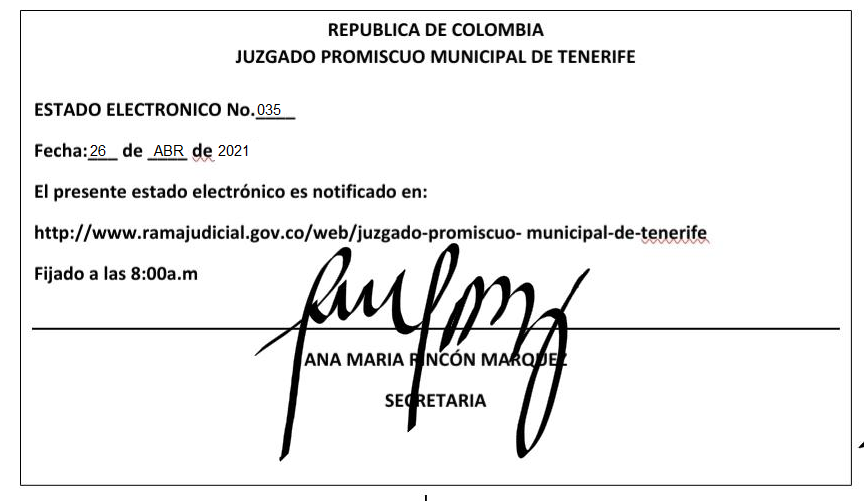 REPUBLICA DE COLOMBIA
JUZGADO PROMISCUO MUNICIPAL DE TENERIFE
ESTADO ELECTRONICO No. 035
Fecha: 26 de ABR de 2021
El presente estado electrónico es notificado en:
http://www.ramajudicial.gov.co/web/juzgado-promiscuo- municipal-de-tenerife
Fijado a las 8:00a.m
ANA MARIA RINCÓN MARQUEZ
SECRETARIA